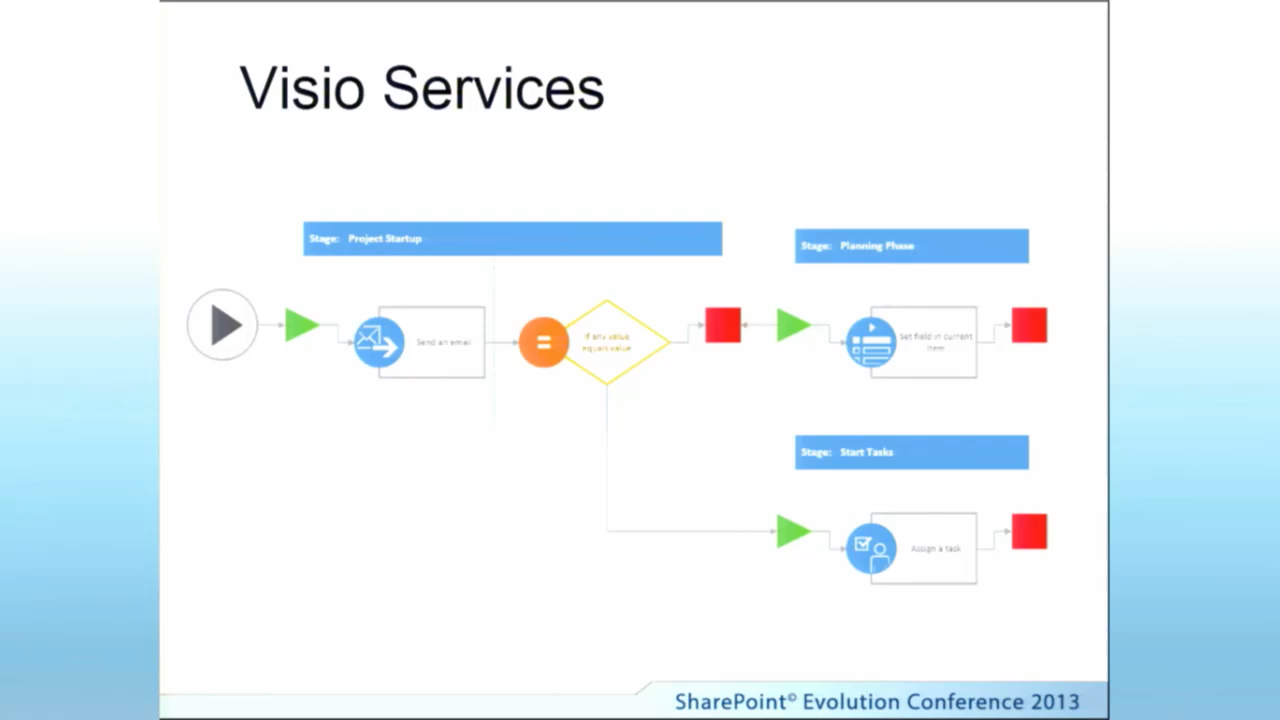 Visio Services
Stage: Project Startup
Stage: Planning Phase
Send an email
=
If any value
equals value
Set field in current
item
Stage: Start Tasks
Assign a task
SharePoint© Evolution Conference 2013